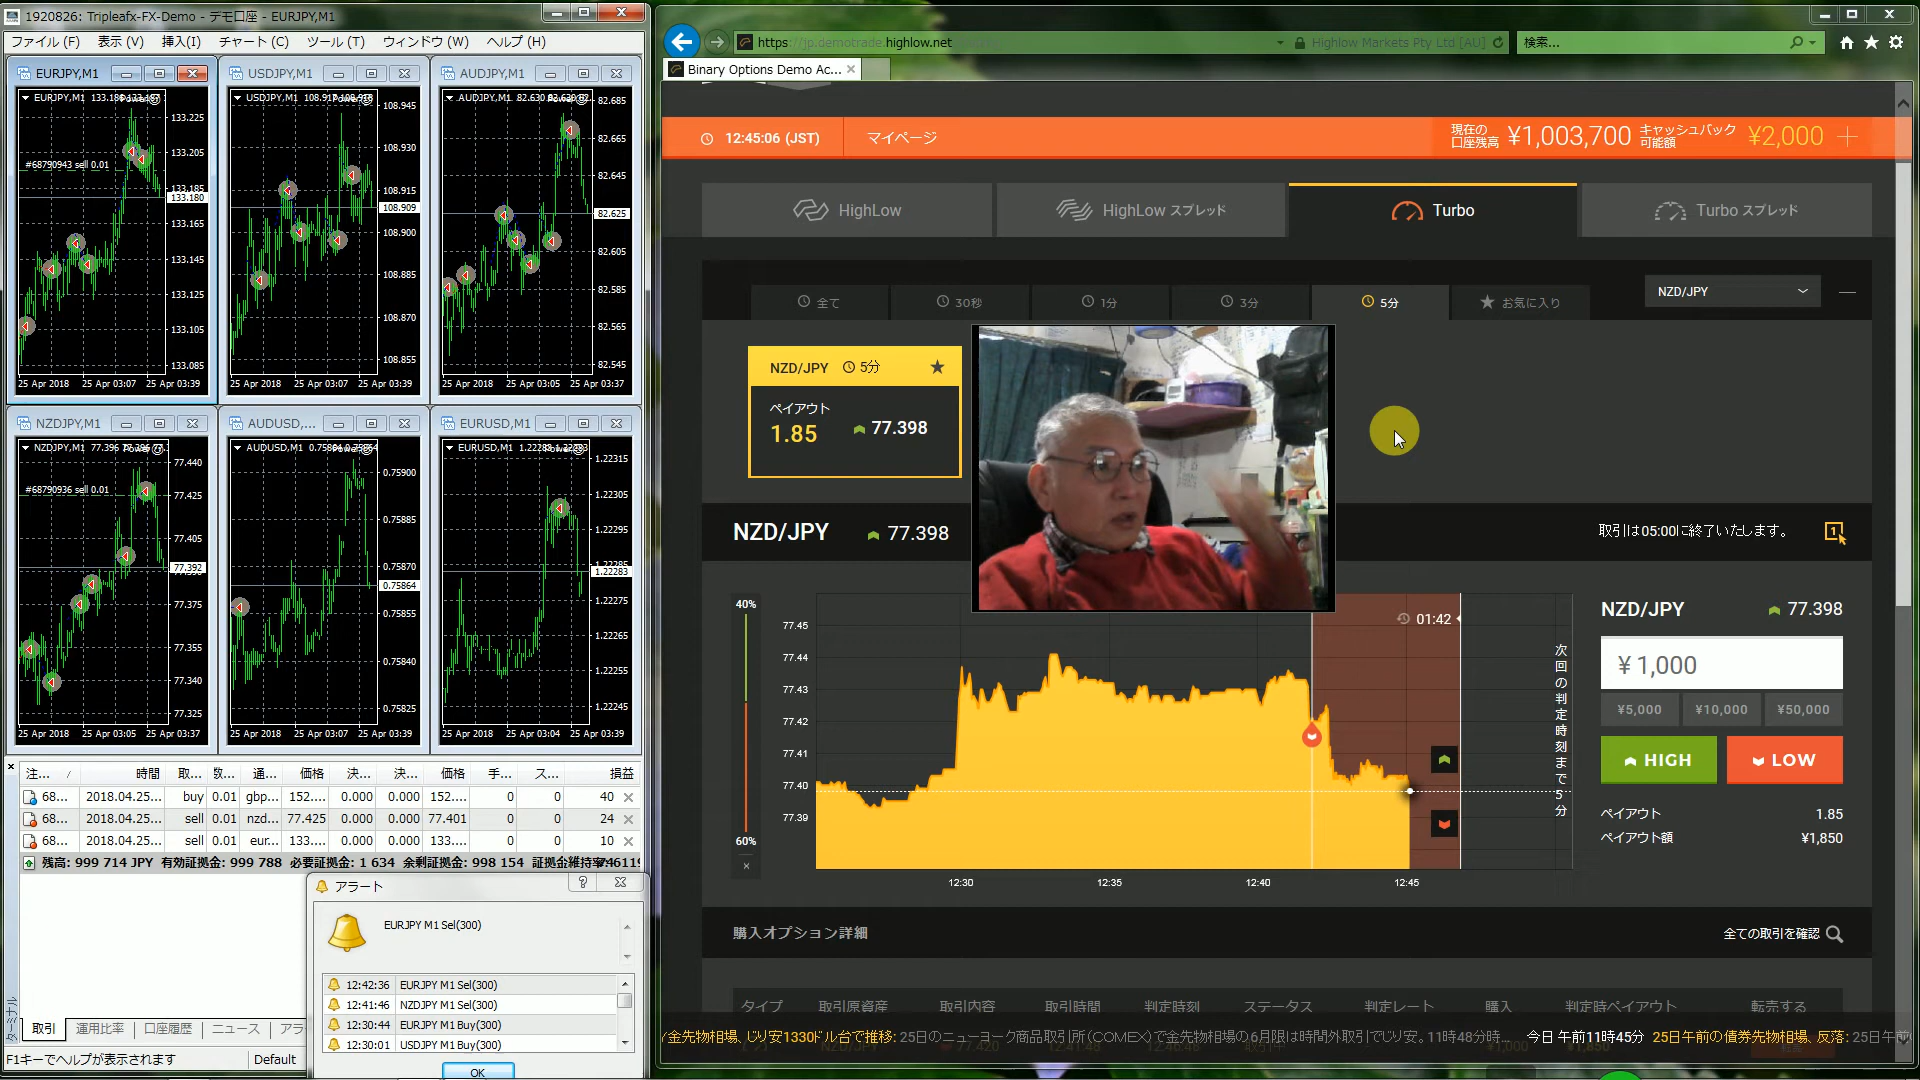 1920826: Tripleafx-FX-Demo - デモ口座 - EURJPY,M1
ファイル (F) 表示 (V) 挿入(I) チャート (C) ツール (T) ウィンドウ (W) ヘルプ (H)
EURJPY,M1
USDJPY,M1
AUDJPY,M1
#68790943 sell 0.01
133.225
133.205
133.185
133.180
133.165
133.145
133.125
133.105
133.085
25 Apr 2018 25 Apr 03:07 25 Apr 03:39
108.945
108.930
108.915
108.909
108.900
108.885
108.870
108.855
25 Apr 2018 25 Apr 03:07 25 Apr 03:39
82.685
82.665
82.645
82.625
82.605
82.585
82.565
82.545
25 Apr 2018 25 Apr 03:05 25 Apr 03:37
NZDJPY,M1
AUDUSD,...
EURUSD,M1
#68790936 sell 0.01
77.440
77.425
77.405
77.392
77.375
77.355
77.340
77.325
25 Apr 2018 25 Apr 03:05 25 Apr 03:37
0.75900
0.75885
0.75870
0.75864
0.75855
0.75840
0.75825
25 Apr 2018 25 Apr 03:07 25 Apr 03:39
1.22315
1.22305
1.22295
1.22285
1.22283
1.22275
1.22265
1.22255
1.22245
25 Apr 2018 25 Apr 03:04 25 Apr 03:39
注... / 時間 取... 数... 通... 価格 決... 決... 価格 手... ス... 損益
68... 2018.04.25... buy 0.01 gbp... 152.... 0.000 0.000 152.... 0 0 40
68... 2018.04.25... sell 0.01 nzd... 77.425 0.000 0.000 77.401 0 0 24
68... 2018.04.25... sell 0.01 eur... 133.... 0.000 0.000 133.... 0 0 10
残高: 999 714 JPY 有効証拠金: 999 788 必要証拠金: 1 634 余剰証拠金: 998 154 証拠金維持率:
アラート
EURJPY M1 Sel(300)
12:42:36 EURJPY M1 Sel(300)
12:41:46 NZDJPY M1 Sel(300)
12:30:44 EURJPY M1 Buy(300)
12:30:01 USDJPY M1 Buy(300)
OK
ターミナル
取引 運用比率 口座履歴 ニュース アラ
F1キーでヘルプが表示されます Default
https://jp.demotrade.highlow.net
Highlow Markets Pty Ltd [AU]
検索...
Binary Options Demo Ac...
12:45:06 (JST) マイページ
現在の口座残高 ¥1,003,700 キャッシュバック可能額 ¥2,000
HighLow
HighLow スプレッド
Turbo
Turbo スプレッド
全て 30秒 1分 3分 5分 お気に入り
NZD/JPY
NZD/JPY 5分
ペイアウト
1.85 77.398
NZD/JPY 77.398
取引は05:00に終了いたします。
1
40%
60%
77.45
77.44
77.43
77.42
77.41
77.40
77.39
01:42
次回の判定時刻まで5分
12:30 12:35 12:40 12:45
NZD/JPY 77.398
¥ 1,000
¥5,000 ¥10,000 ¥50,000
HIGH LOW
ペイアウト 1.85
ペイアウト額 ¥1,850
購入オプション詳細
全ての取引を確認
タイプ 取引原資産 取引内容 取引時間 判定時刻 ステータス 判定レート 購入 判定時ペイアウト 転売する
金先物相場、じり安1330ドル台で推移: 25日のニューヨーク商品取引所(COMEX)で金先物相場の6月限は時間外取引でじり安。11時48分時... 今日 午前11時45分 25日午前の債券先物相場、反落: 25日午前